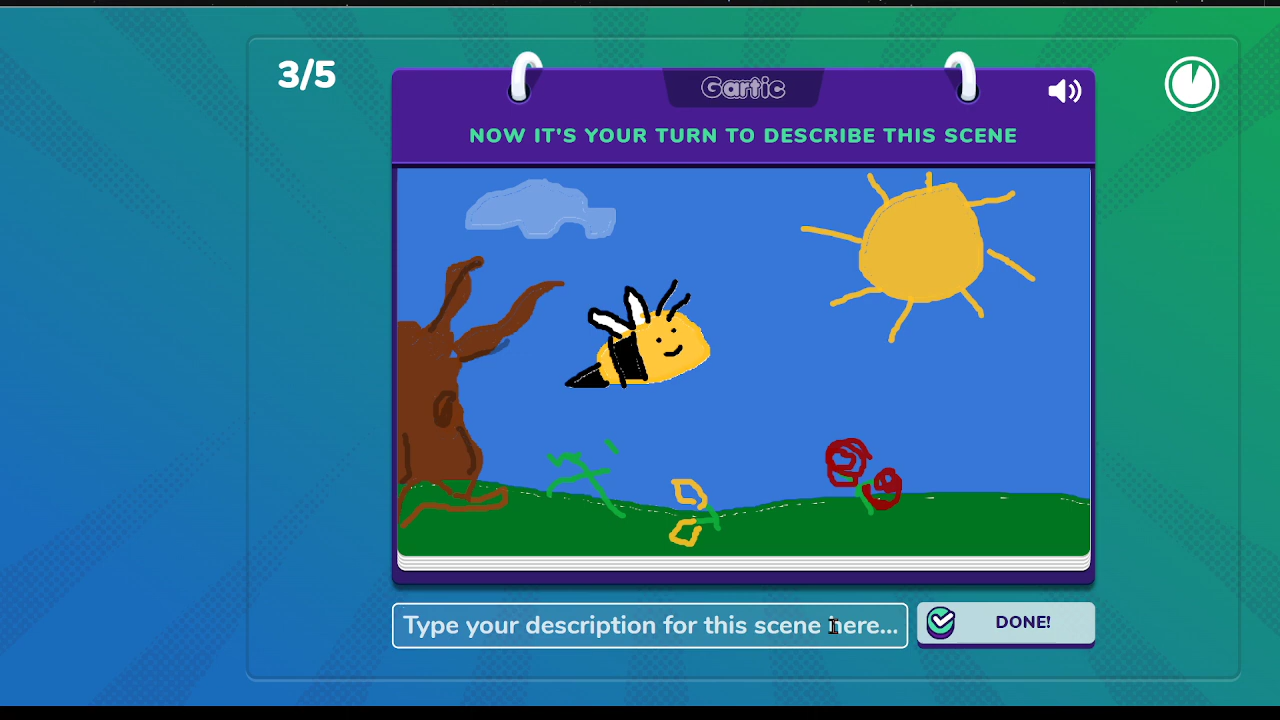 3/5
Gartic
NOW IT'S YOUR TURN TO DESCRIBE THIS SCENE
Type your description for this scene here...
DONE!